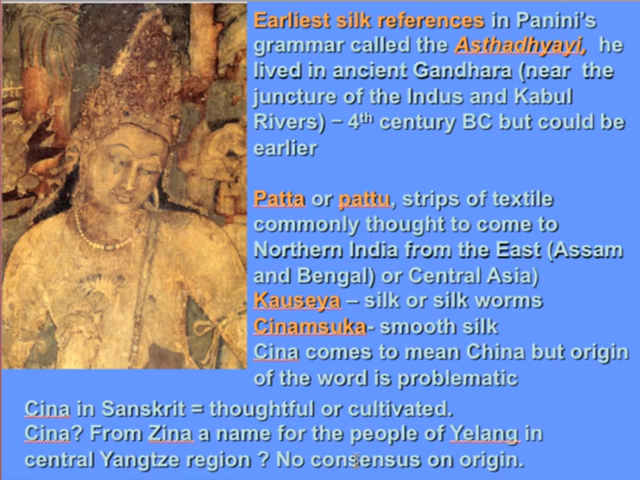 Earliest silk references in Panini's
grammar called the Asthadhyayi, he
lived in ancient Gandhara (near the
juncture of the Indus and Kabul
Rivers) – 4th century BC but could be
earlier
Patta or pattu, strips of textile
commonly thought to come to
Northern India from the East (Assam
and Bengal) or Central Asia)
Kauseya – silk or silk worms
Cinamsuka- smooth silk
Cina comes to mean China but origin
of the word is problematic
Cina in Sanskrit = thoughtful or cultivated.
Cina? From Zina a name for the people of Yelang in
central Yangtze region ? No consensus on origin.